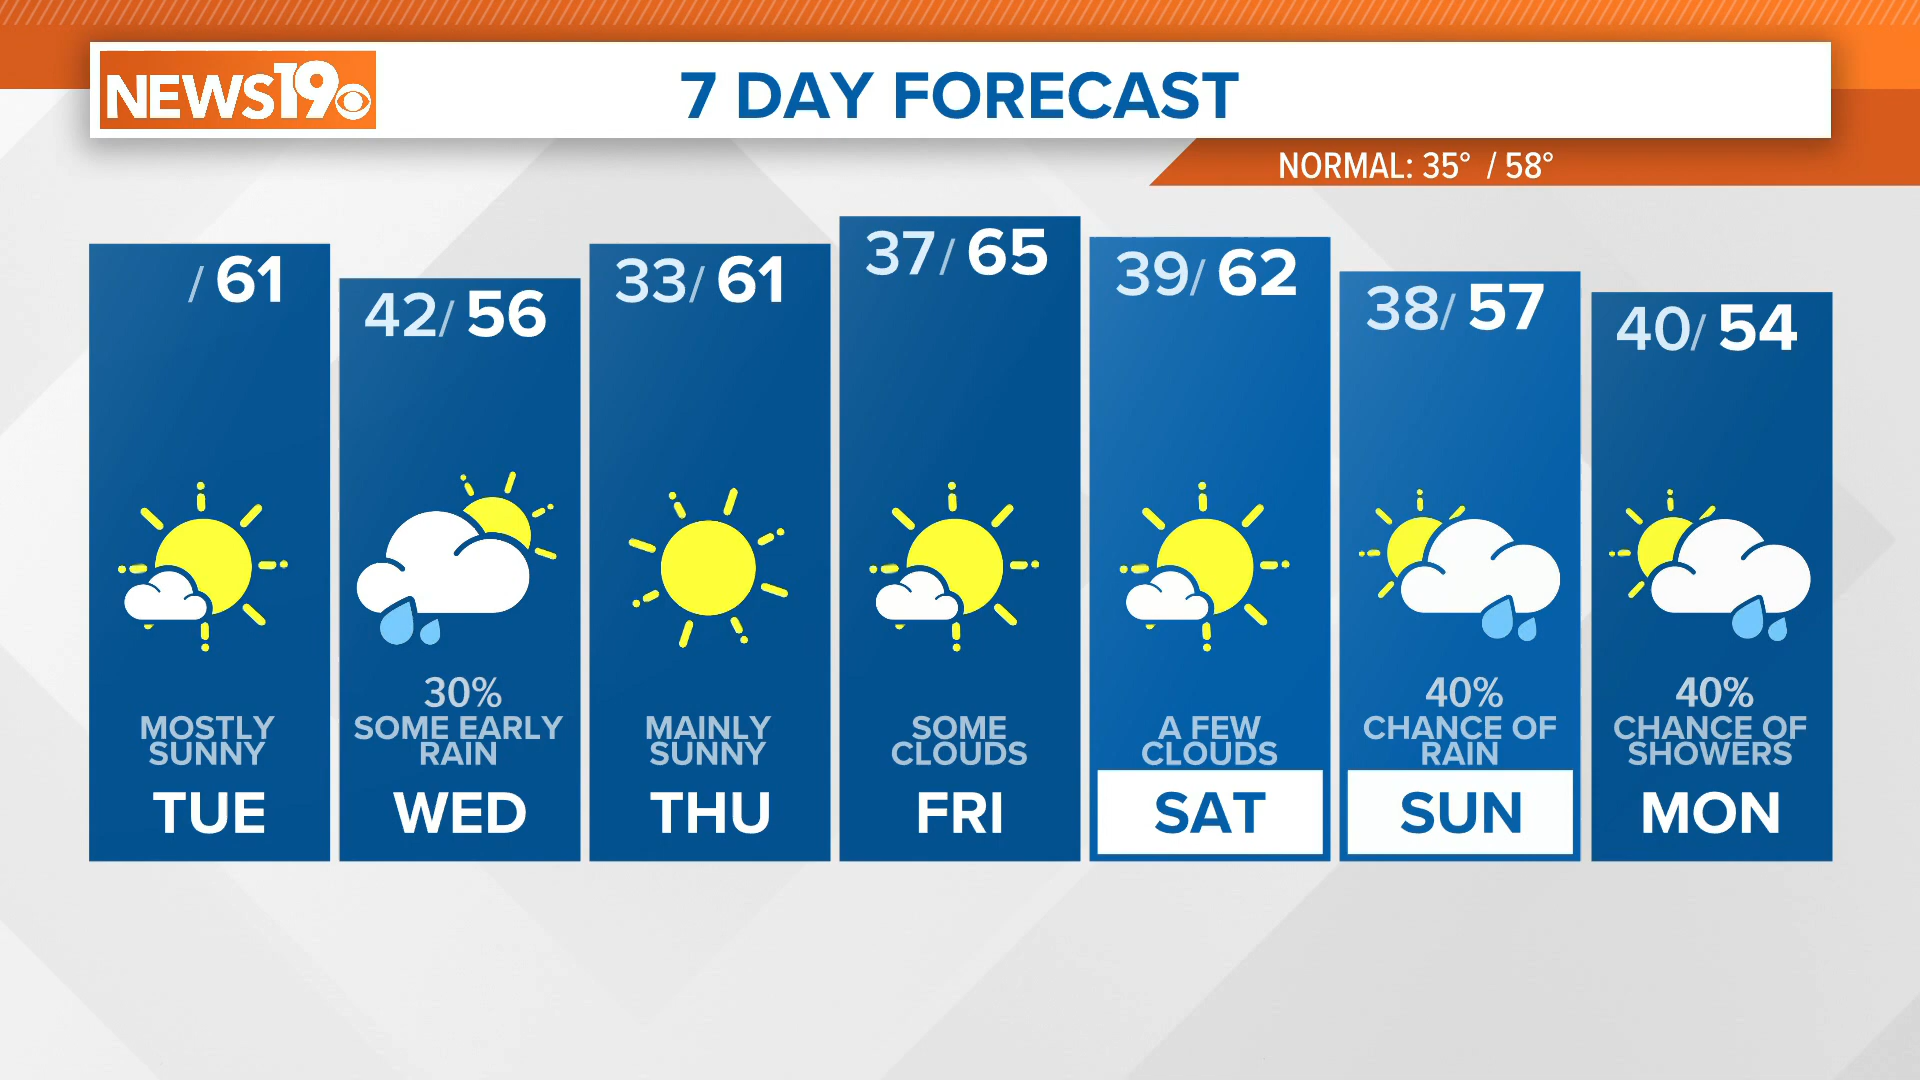 NEWS19
7 DAY FORECAST
NORMAL: 35° / 58°
/ 61
42/ 56
33/ 61
37/ 65
39/ 62
38/ 57
40/ 54
30%
40%
40%
MOSTLY
SUNNY
SOME EARLY
RAIN
MAINLY
SUNNY
SOME
CLOUDS
A FEW
CLOUDS
CHANCE OF
RAIN
CHANCE OF
SHOWERS
TUE
WED
THU
FRI
SAT
SUN
MON